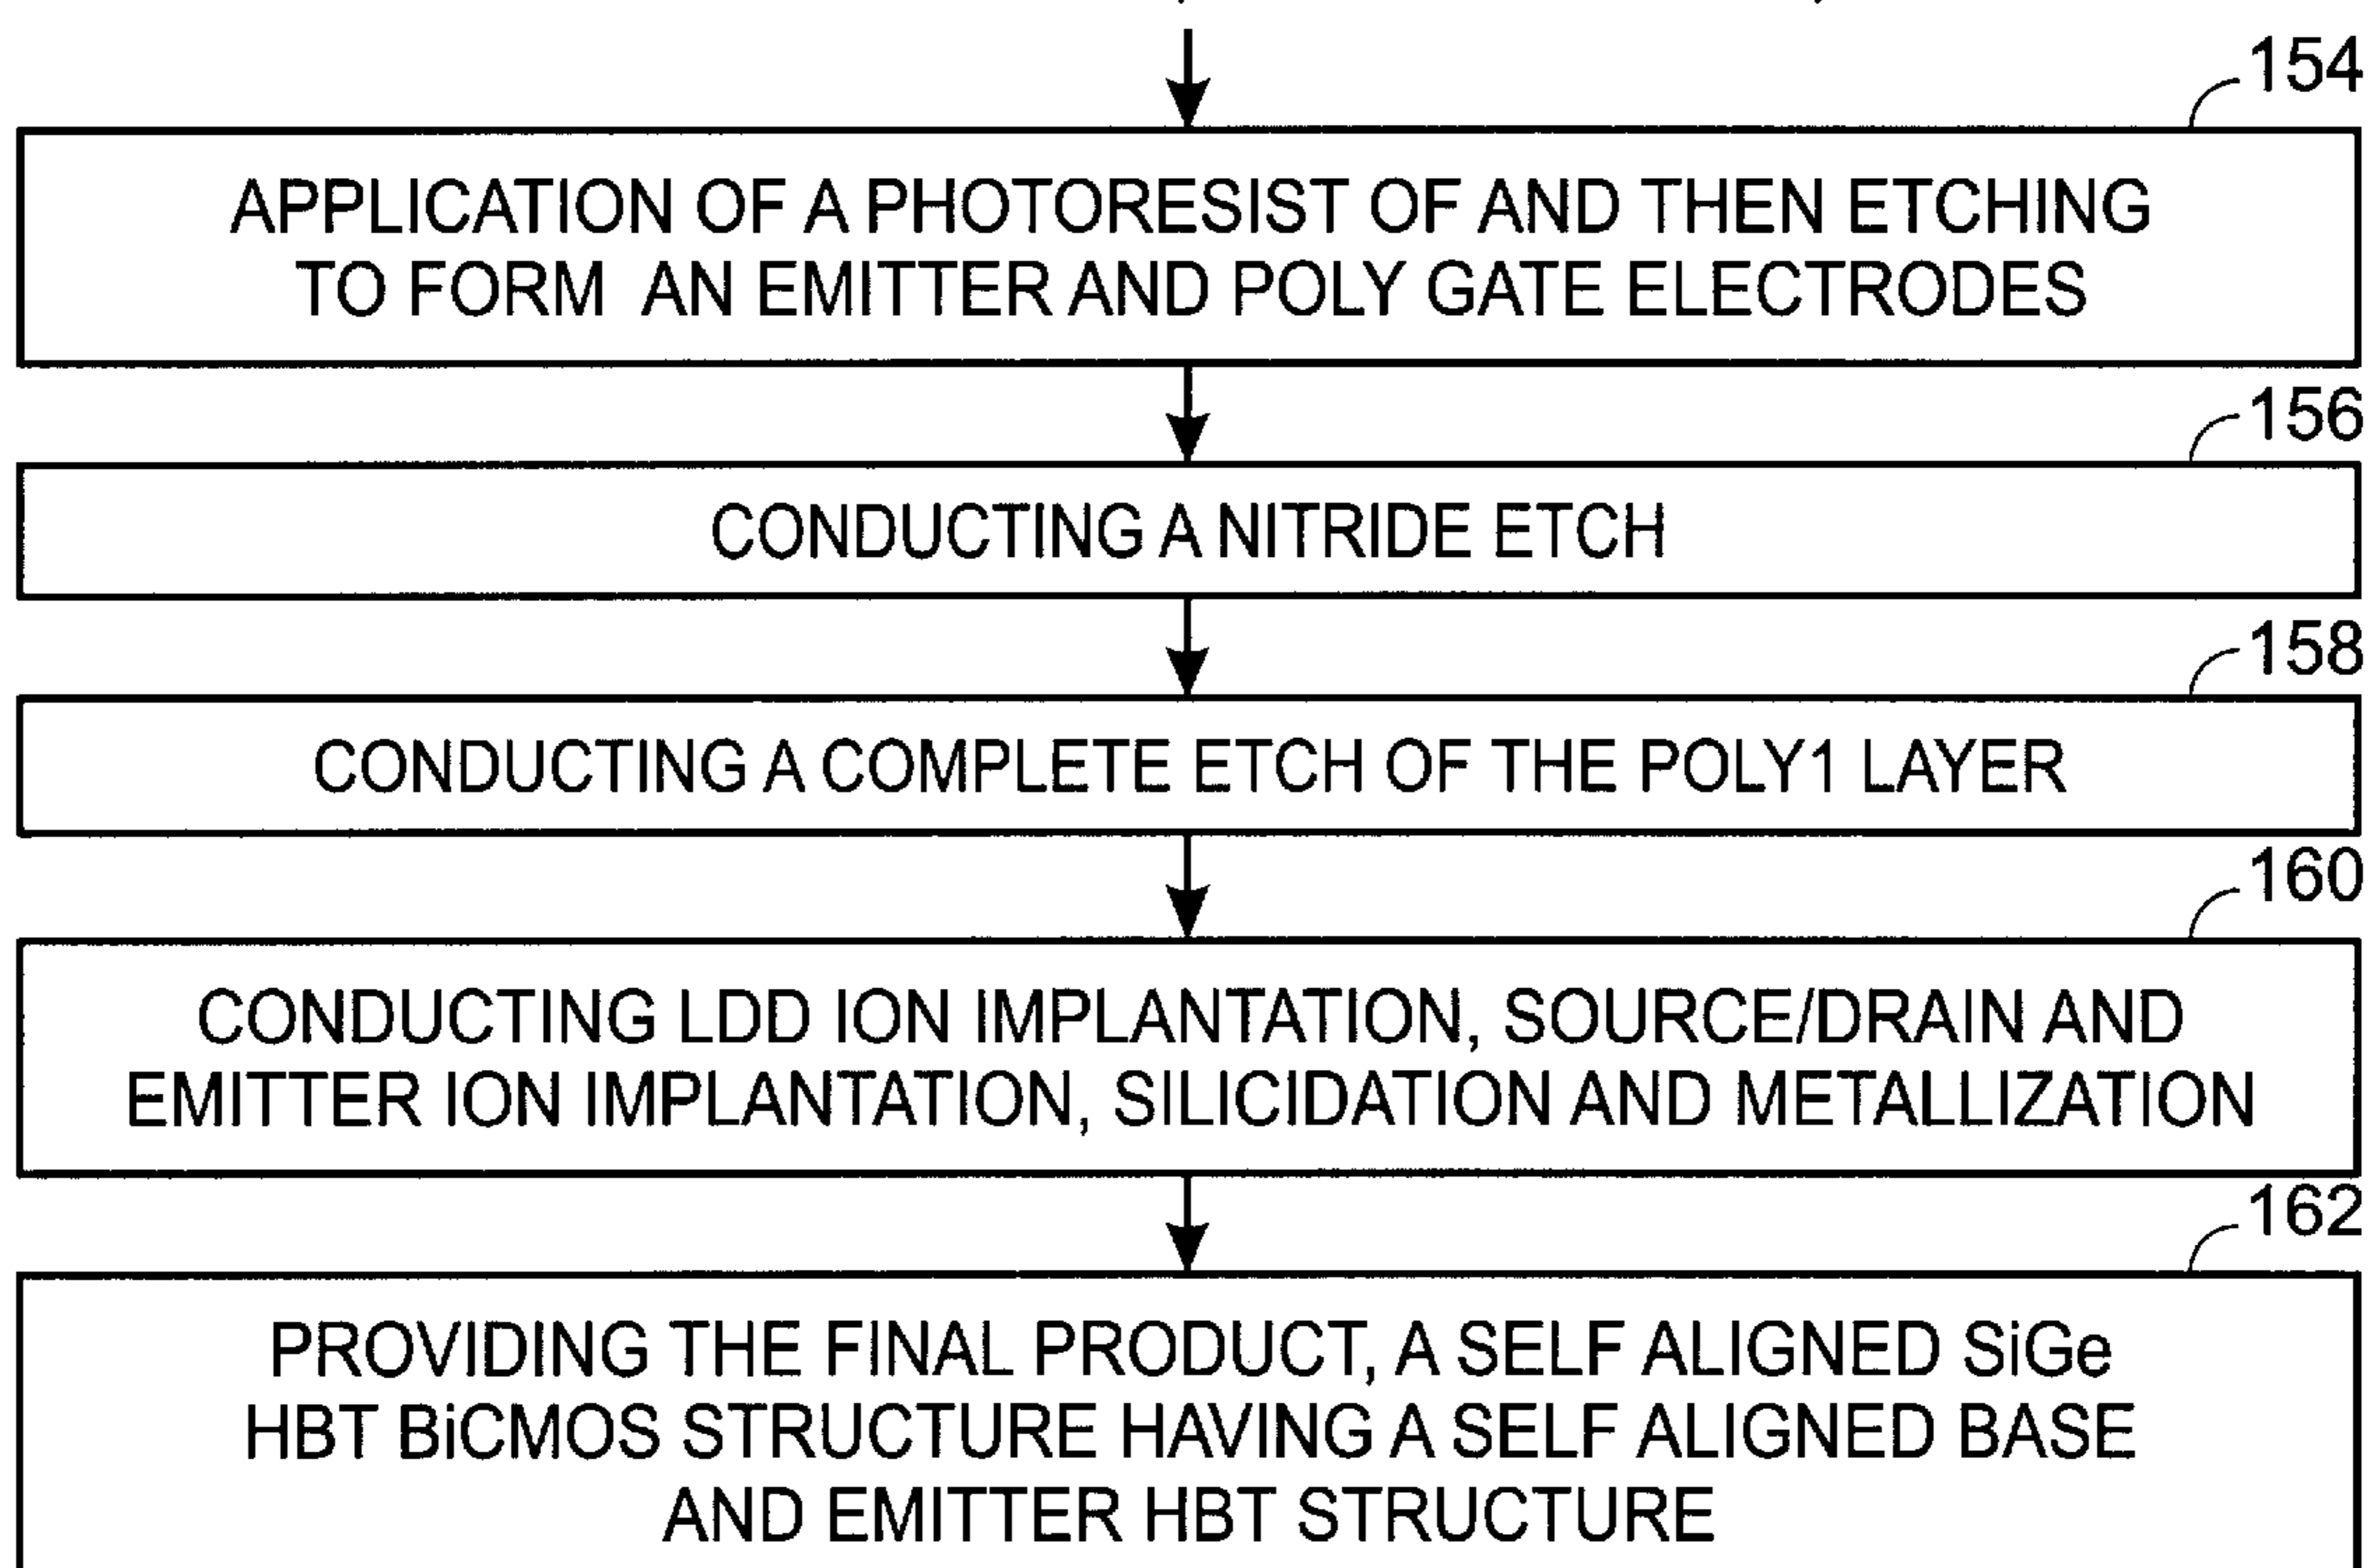 154
APPLICATION OF A PHOTORESIST OF AND THEN ETCHING
TO FORM AN EMITTER AND POLY GATE ELECTRODES
156
CONDUCTING A NITRIDE ETCH
158
CONDUCTING A COMPLETE ETCH OF THE POLY1 LAYER
160
CONDUCTING LDD ION IMPLANTATION, SOURCE/DRAIN AND
EMITTER ION IMPLANTATION, SILICIDATION AND METALLIZATION
162
PROVIDING THE FINAL PRODUCT, A SELF ALIGNED SiGe
HBT BiCMOS STRUCTURE HAVING A SELF ALIGNED BASE
AND EMITTER HBT STRUCTURE